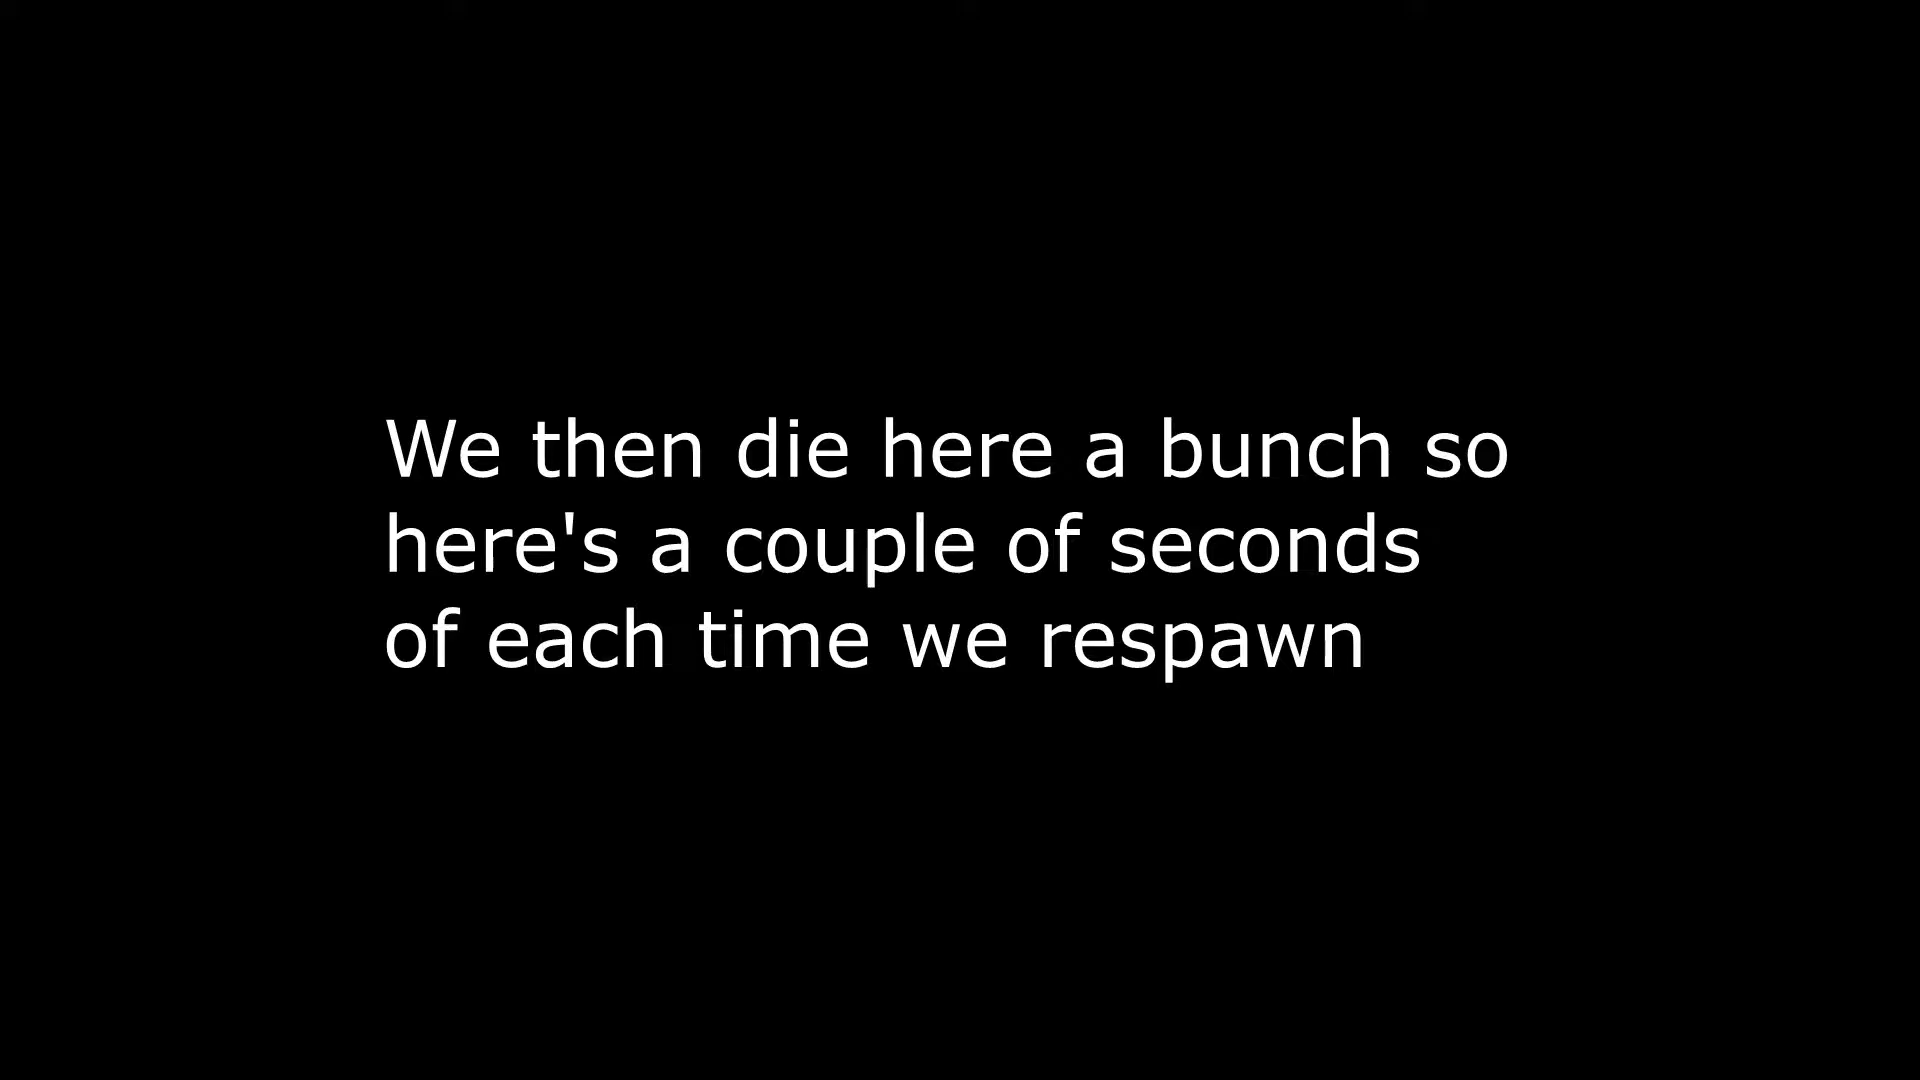 We then die here a bunch so
here's a couple of seconds
of each time we respawn